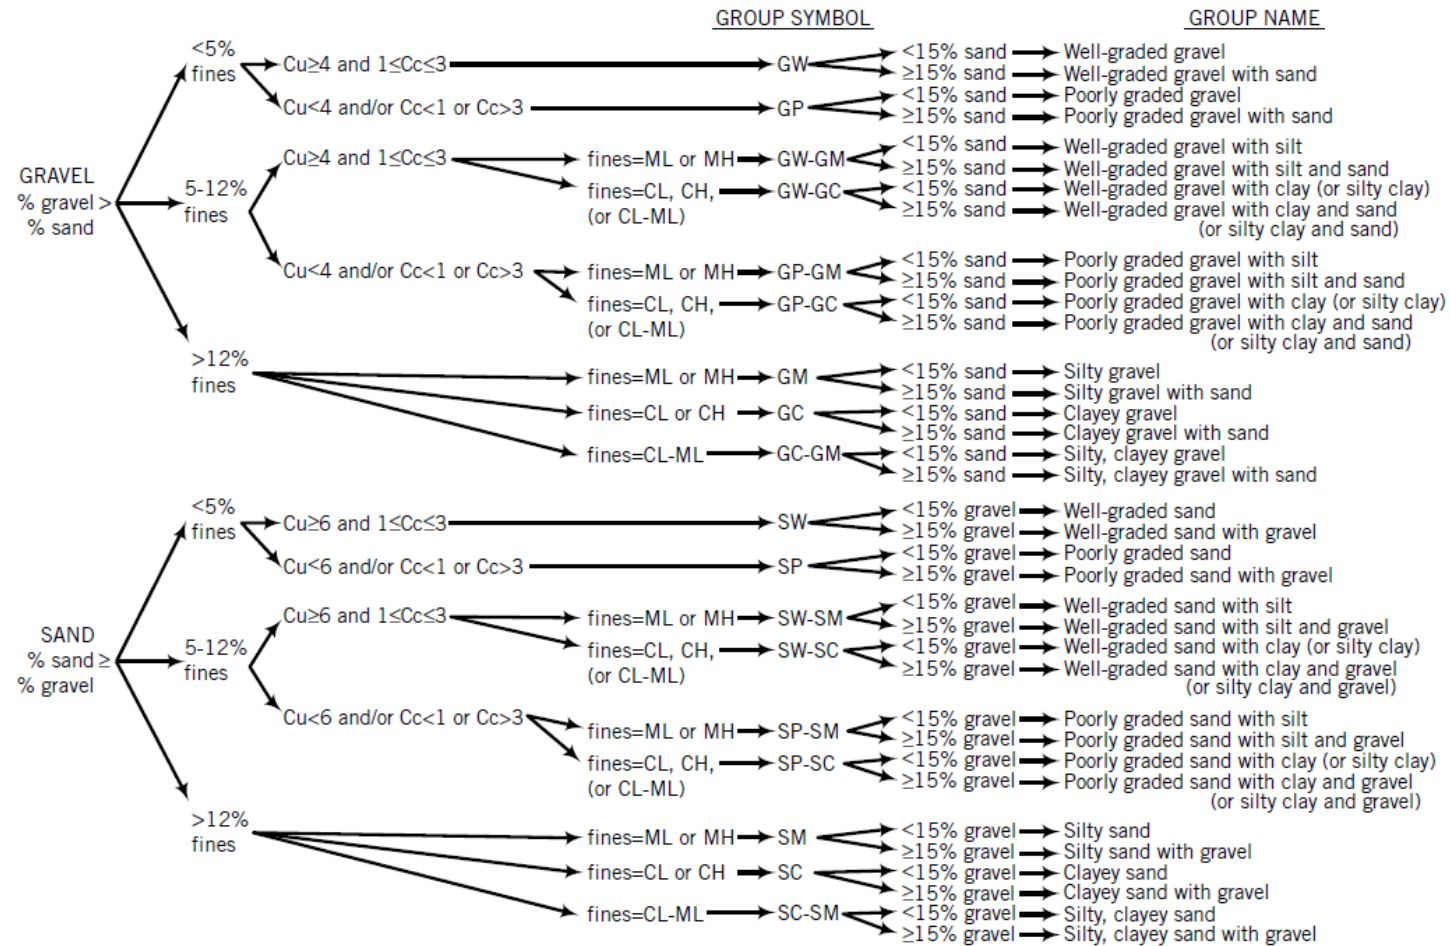 GROUP SYMBOL GROUP NAME
<5% fines
Cu≥4 and 1≤Cc≤3 GW <15% sand Well-graded gravel
≥15% sand Well-graded gravel with sand
Cu<4 and/or Cc<1 or Cc>3 GP <15% sand Poorly graded gravel
≥15% sand Poorly graded gravel with sand
GRAVEL
% gravel >
% sand
5-12% fines
Cu≥4 and 1≤Cc≤3 fines=ML or MH GW-GM <15% sand Well-graded gravel with silt
≥15% sand Well-graded gravel with silt and sand
fines=CL, CH, (or CL-ML) GW-GC <15% sand Well-graded gravel with clay (or silty clay)
≥15% sand Well-graded gravel with clay and sand
(or silty clay and sand)
Cu<4 and/or Cc<1 or Cc>3 fines=ML or MH GP-GM <15% sand Poorly graded gravel with silt
≥15% sand Poorly graded gravel with silt and sand
fines=CL, CH, (or CL-ML) GP-GC <15% sand Poorly graded gravel with clay (or silty clay)
≥15% sand Poorly graded gravel with clay and sand
(or silty clay and sand)
>12% fines
fines=ML or MH GM <15% sand Silty gravel
≥15% sand Silty gravel with sand
fines=CL or CH GC <15% sand Clayey gravel
≥15% sand Clayey gravel with sand
fines=CL-ML GC-GM <15% sand Silty, clayey gravel
≥15% sand Silty, clayey gravel with sand
<5% fines
Cu≥6 and 1≤Cc≤3 SW <15% gravel Well-graded sand
≥15% gravel Well-graded sand with gravel
Cu<6 and/or Cc<1 or Cc>3 SP <15% gravel Poorly graded sand
≥15% gravel Poorly graded sand with gravel
SAND
% sand ≥
% gravel
5-12% fines
Cu≥6 and 1≤Cc≤3 fines=ML or MH SW-SM <15% gravel Well-graded sand with silt
≥15% gravel Well-graded sand with silt and gravel
fines=CL, CH, (or CL-ML) SW-SC <15% gravel Well-graded sand with clay (or silty clay)
≥15% gravel Well-graded sand with clay and gravel
(or silty clay and gravel)
Cu<6 and/or Cc<1 or Cc>3 fines=ML or MH SP-SM <15% gravel Poorly graded sand with silt
≥15% gravel Poorly graded sand with silt and gravel
fines=CL, CH, (or CL-ML) SP-SC <15% gravel Poorly graded sand with clay (or silty clay)
≥15% gravel Poorly graded sand with clay and gravel
(or silty clay and gravel)
>12% fines
fines=ML or MH SM <15% gravel Silty sand
≥15% gravel Silty sand with gravel
fines=CL or CH SC <15% gravel Clayey sand
≥15% gravel Clayey sand with gravel
fines=CL-ML SC-SM <15% gravel Silty, clayey sand
≥15% gravel Silty, clayey sand with gravel